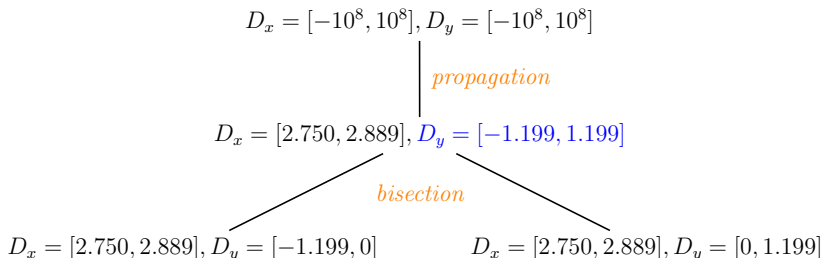 D_x = [−10^8, 10^8], D_y = [−10^8, 10^8]
propagation
D_x = [2.750, 2.889], D_y = [−1.199, 1.199]
bisection
D_x = [2.750, 2.889], D_y = [−1.199, 0]
D_x = [2.750, 2.889], D_y = [0, 1.199]